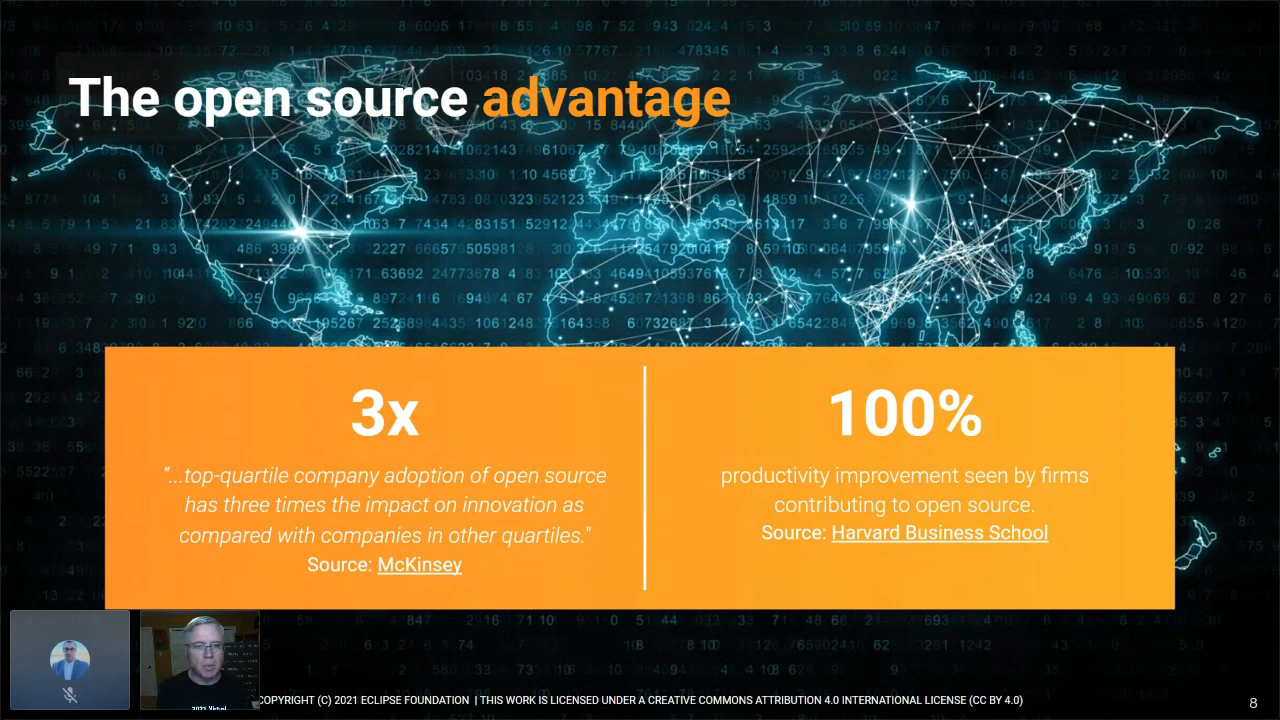 The open source advantage
3x
"...top-quartile company adoption of open source
has three times the impact on innovation as
compared with companies in other quartiles."
Source: McKinsey
100%
productivity improvement seen by firms
contributing to open source.
Source: Harvard Business School
2021 Virtual
COPYRIGHT (C) 2021 ECLIPSE FOUNDATION | THIS WORK IS LICENSED UNDER A CREATIVE COMMONS ATTRIBUTION 4.0 INTERNATIONAL LICENSE (CC BY 4.0)
8